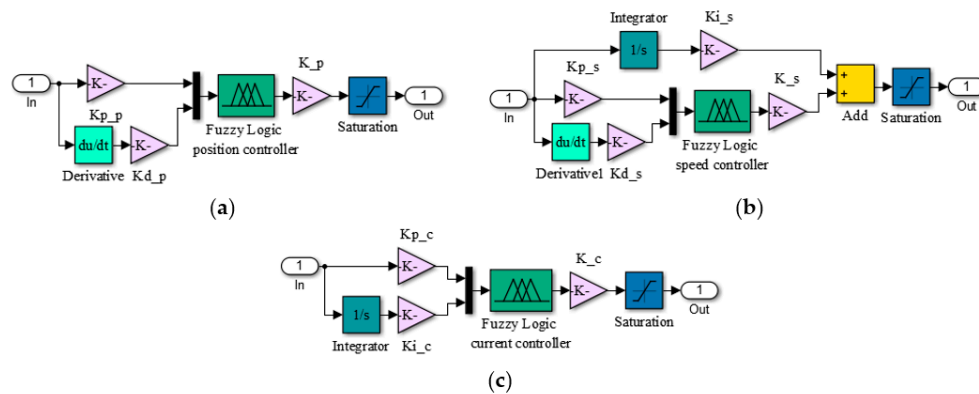 1
In
K-
Kp_p
du/dt
Derivative
K-
Kd_p
Fuzzy Logic
position controller
K_p
K-
Saturation
1
Out
(a)
Integrator
1/s
Ki_s
K-
1
In
Kp_s
K-
du/dt
Derivative1
K-
Kd_s
Fuzzy Logic
speed controller
K_s
K-
+
+
Add
Saturation
1
Out
(b)
1
In
Kp_c
K-
1/s
Integrator
K-
Ki_c
Fuzzy Logic
current controller
K_c
K-
Saturation
1
Out
(c)